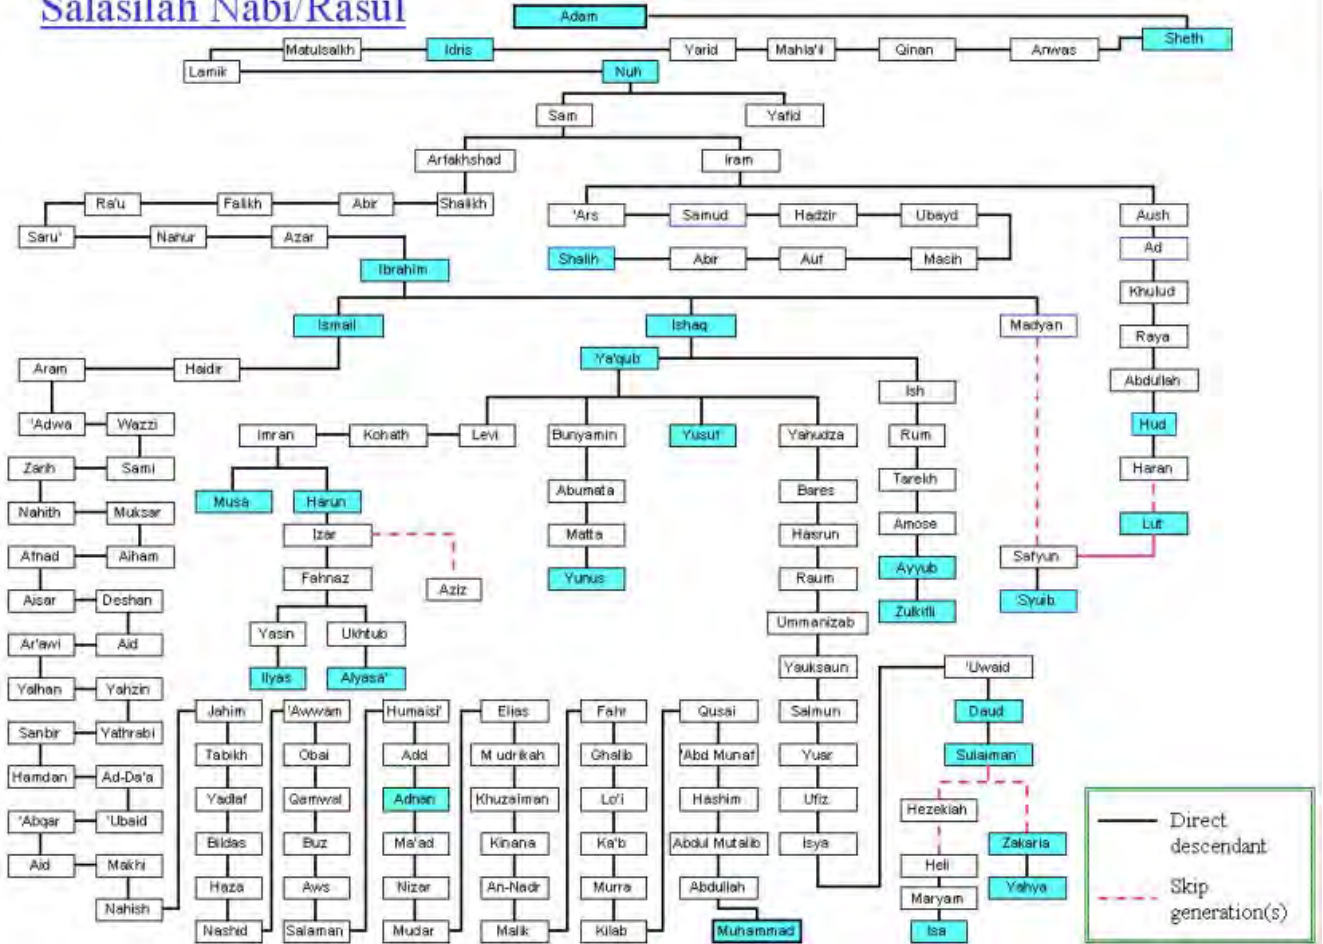 Salasilah Nabi/Rasul
Adam
Sheth
Anwas
Qinan
Mahla'il
Yarid
Idris
Matulsalkh
Lamik
Nuh
Sam
Yafid
Arfakhshad
Iram
Shalikh
Abir
Falikh
Ra'u
Saru'
Nahur
Azar
Ibrahim
'Ars
Samud
Hadzir
Ubayd
Masih
Auf
Abir
Shalih
Aush
Ad
Khulud
Raya
Abdullah
Hud
Haran
Lut
Ismail
Ishaq
Madyan
Safyun
Syuib
Ya'qub
Ish
Rum
Tarekh
Amose
Ayyub
Zulkifli
Levi
Kohath
Imran
Musa
Harun
Izar
Aziz
Fahnaz
Yasin
Ukhtub
Ilyas
Alyasa'
Bunyamin
Abumata
Matta
Yunus
Yusuf
Yahudza
Bares
Hasrun
Raum
Ummanizab
Yauksaun
Salmun
Yuar
Ufiz
Isya
'Uwaid
Daud
Sulaiman
Hezekiah
Heli
Maryam
Isa
Zakaria
Yahya
Haidir
Aram
'Adwa
Wazzi
Sami
Zarih
Nahith
Muksar
Aiham
Afnad
Aisar
Deshan
Aid
Ar'awi
Yalhan
Yahzin
Yathrabi
Sanbir
Hamdan
Ad-Da'a
'Ubaid
'Abqar
Aid
Makhi
Nahish
Jahim
Tabikh
Yadlaf
Bildas
Haza
Nashid
'Awwam
Obai
Qamwal
Buz
Aws
Salaman
Humaisi'
Add
Adnan
Ma'ad
Nizar
Mudar
Elias
Mudrikah
Khuzaiman
Kinana
An-Nadr
Malik
Fahr
Ghalib
Lo'i
Ka'b
Murra
Kilab
Qusai
'Abd Munaf
Hashim
Abdul Mutalib
Abdullah
Muhammad
Direct
descendant
Skip
generation(s)